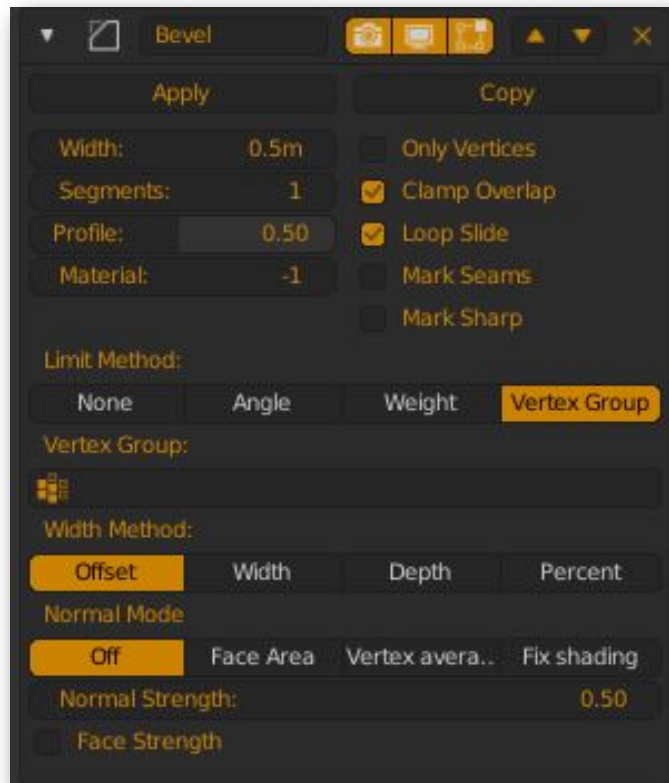 Bevel
Apply Copy
Width: 0.5m Only Vertices
Segments: 1 Clamp Overlap
Profile: 0.50 Loop Slide
Material: -1 Mark Seams
Mark Sharp
Limit Method:
None Angle Weight Vertex Group
Vertex Group:
Width Method:
Offset Width Depth Percent
Normal Mode
Off Face Area Vertex avera.. Fix shading
Normal Strength: 0.50
Face Strength